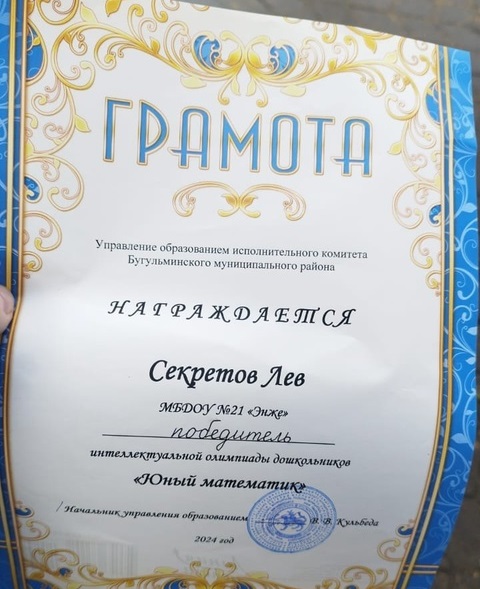 ГРАМОТА
Управление образованием исполнительного комитета
Бугульминского муниципального района
НАГРАЖДАЕТСЯ
Секретов Лев
МБДОУ №21 «Энже»
победитель
интеллектуальной олимпиады дошкольников
«Юный математик»
/ Начальник управления образованием В. В. Кульбеда
2024 год